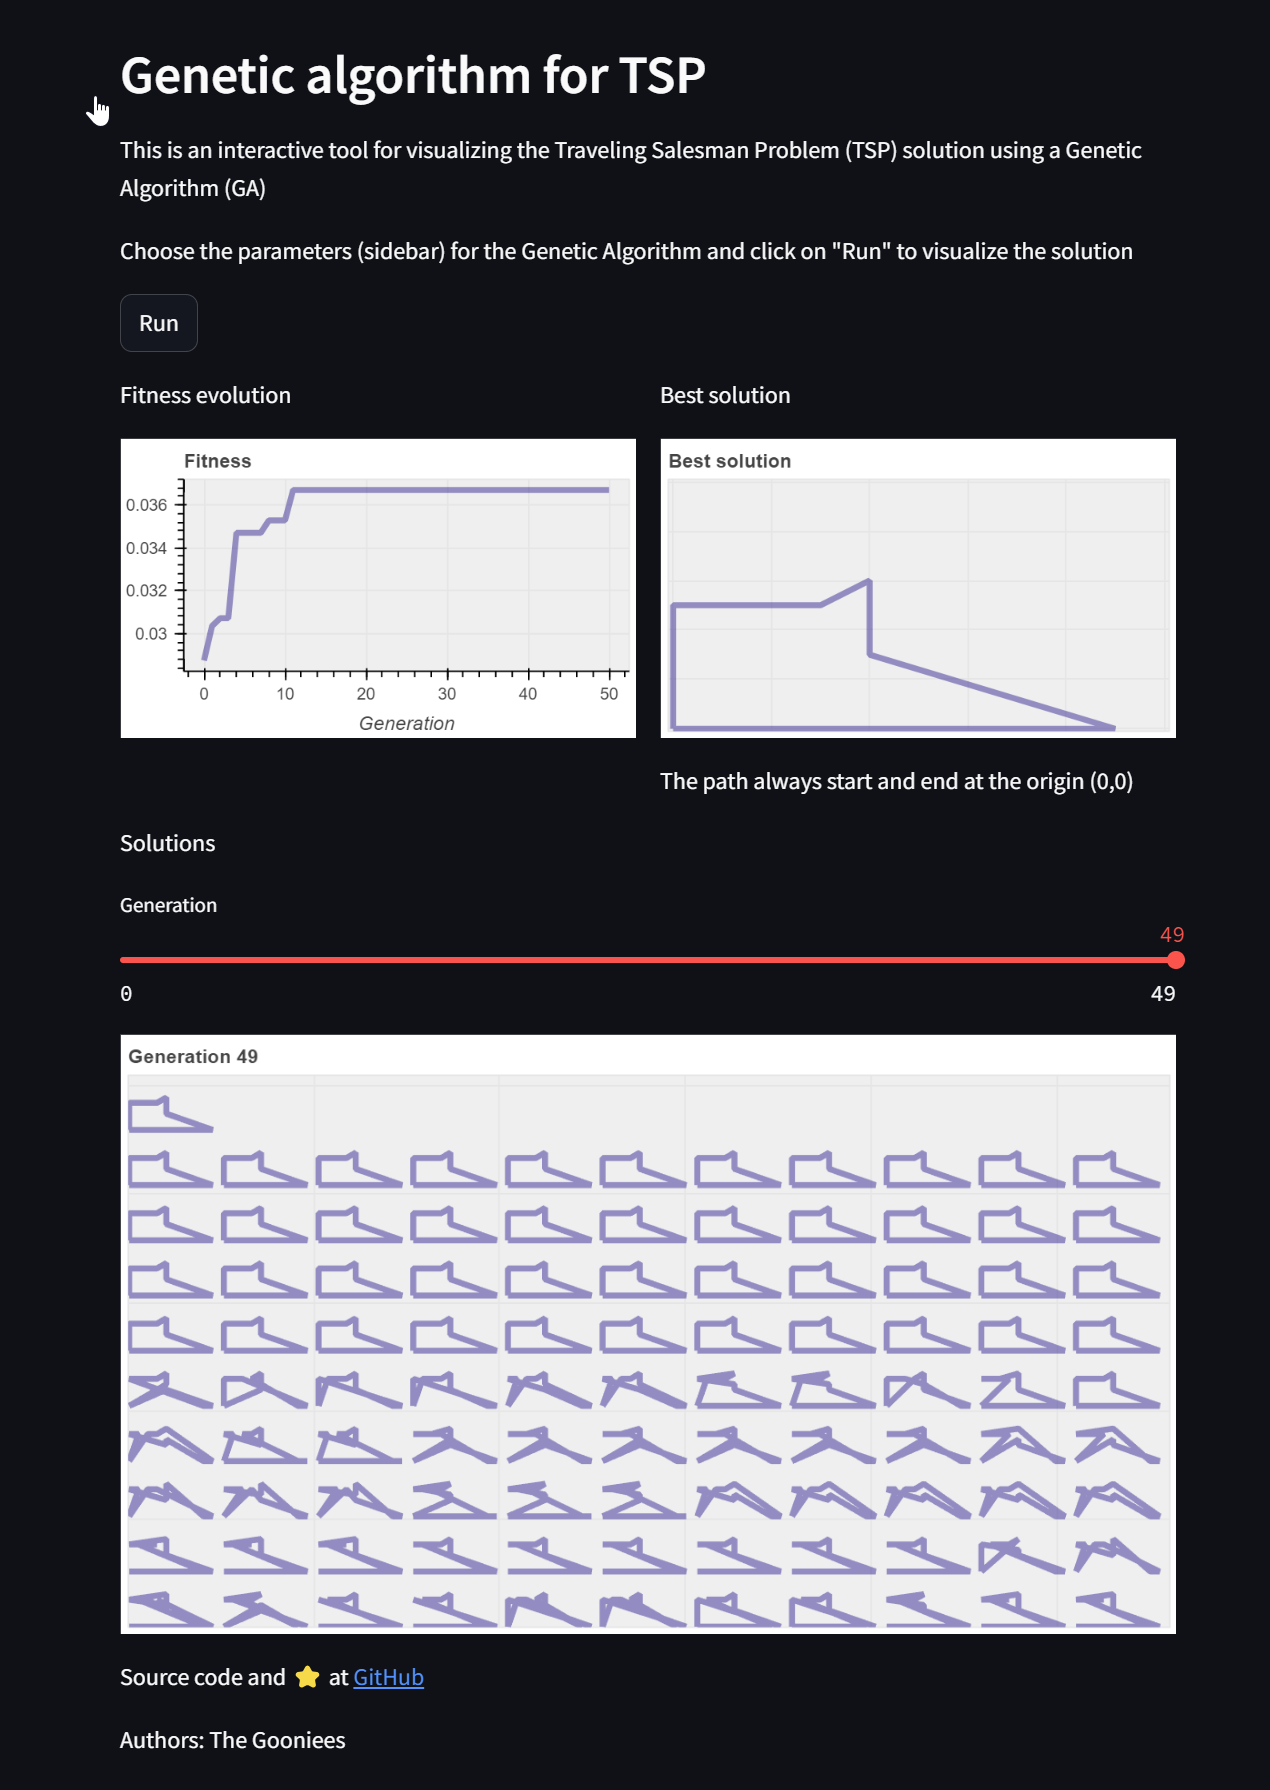 Genetic algorithm for TSP
This is an interactive tool for visualizing the Traveling Salesman Problem (TSP) solution using a Genetic
Algorithm (GA)
Choose the parameters (sidebar) for the Genetic Algorithm and click on "Run" to visualize the solution
Run
Fitness evolution
Fitness
0.036
0.034
0.032
0.03
0 10 20 30 40 50
Generation
Best solution
Best solution
The path always start and end at the origin (0,0)
Solutions
Generation
49
0 49
Generation 49
Source code and ⭐ at GitHub
Authors: The Gooniees